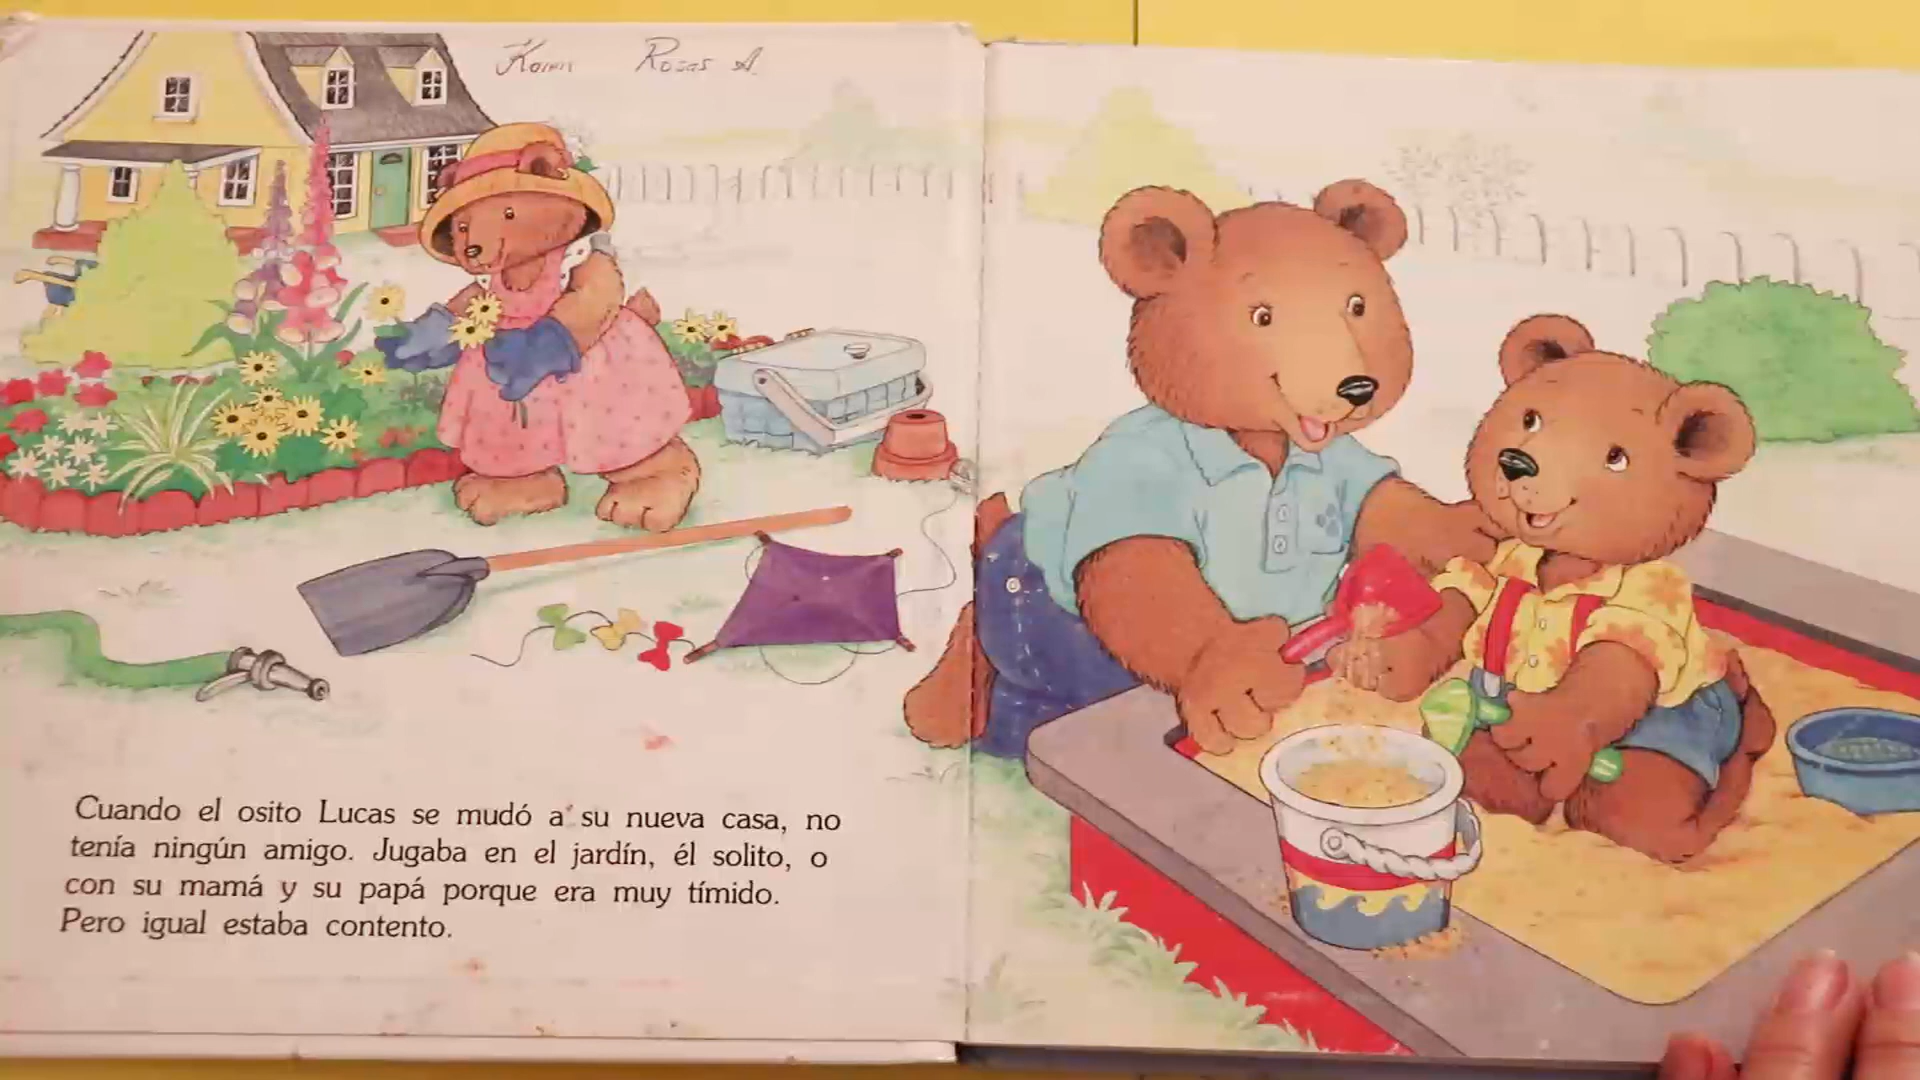 Karen Rosas A.
Cuando el osito Lucas se mudó a su nueva casa, no
tenía ningún amigo. Jugaba en el jardín, él solito, o
con su mamá y su papá porque era muy tímido.
Pero igual estaba contento.